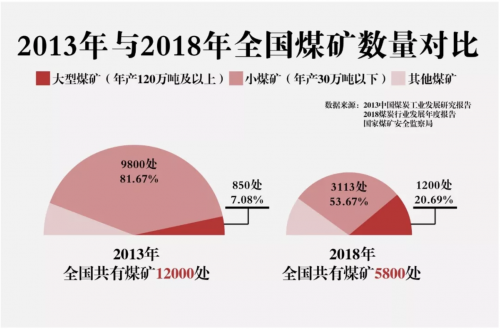 2013年与2018年全国煤矿数量对比
大型煤矿（年产120万吨及以上） 小煤矿（年产30万吨以下） 其他煤矿
数据来源：2013中国煤炭工业发展研究报告
2018煤炭行业发展年度报告
国家煤矿安全监察局
9800处
81.67%
850处
7.08%
2013年
全国共有煤矿12000处
3113处
53.67%
1200处
20.69%
2018年
全国共有煤矿5800处